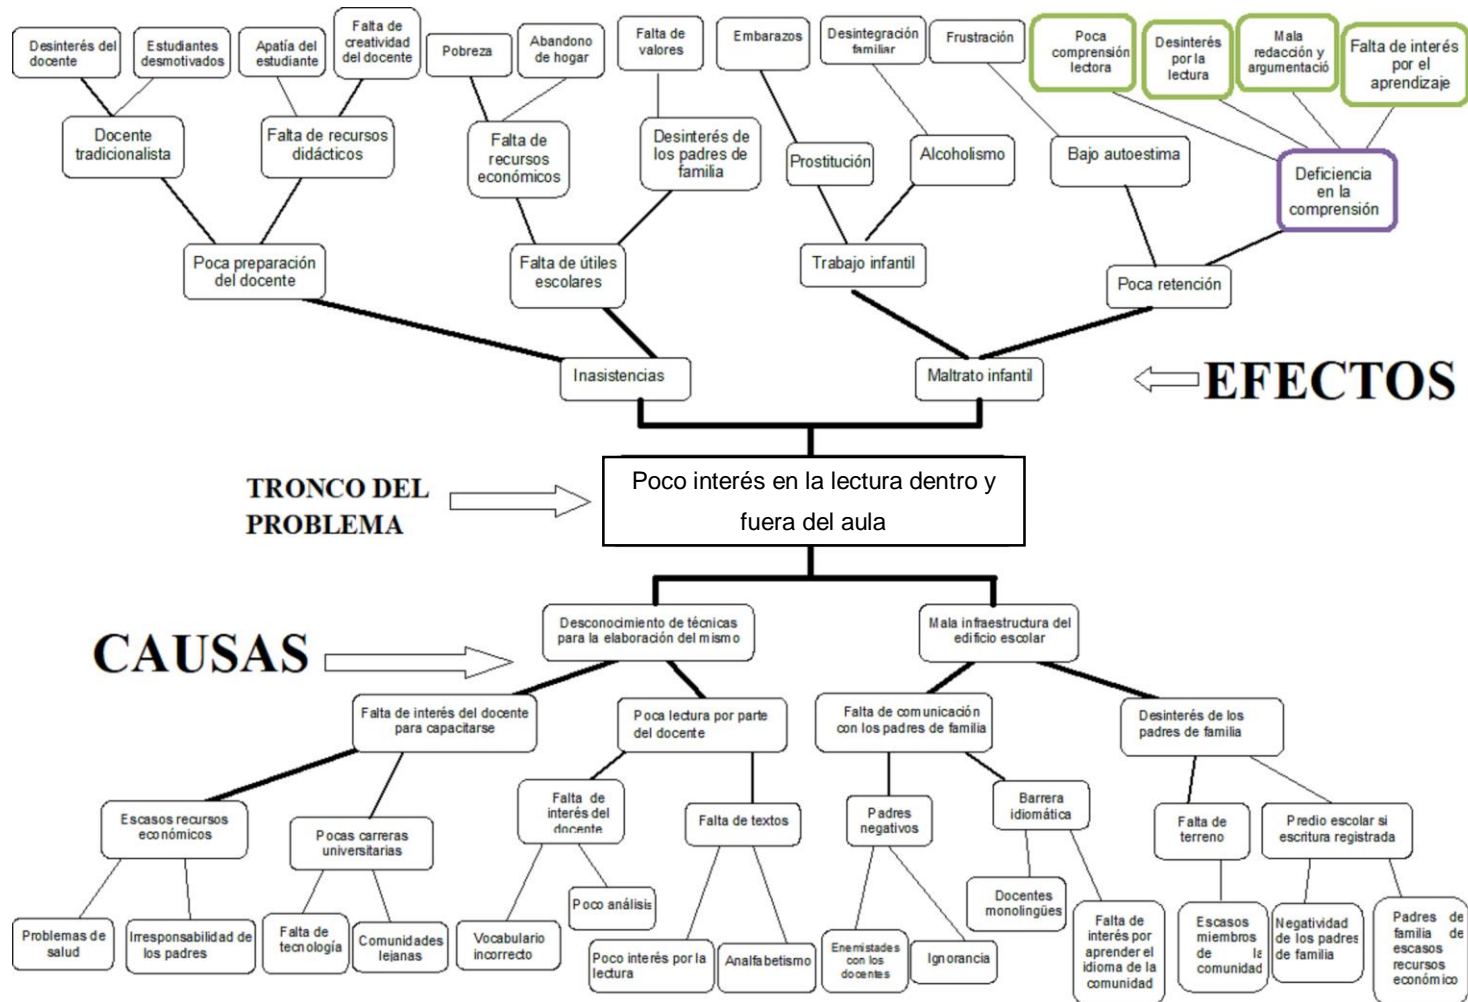 Desinterés del
docente
Estudiantes
desmotivados
Apatía del
estudiante
Falta de
creatividad
del docente
Pobreza
Abandono
de hogar
Falta de
valores
Embarazos
Desintegración
familiar
Frustración
Poca
comprensión
lectora
Desinterés
por la
lectura
Mala
redacción y
argumentació
Falta de interés
por el
aprendizaje
Docente
tradicionalista
Falta de recursos
didácticos
Falta de
recursos
económicos
Desinterés de
los padres de
familia
Prostitución
Alcoholismo
Bajo autoestima
Deficiencia
en la
comprensión
Poca preparación
del docente
Falta de útiles
escolares
Trabajo infantil
Poca retención
Inasistencias
Maltrato infantil
EFECTOS
TRONCO DEL
PROBLEMA
Poco interés en la lectura dentro y
fuera del aula
CAUSAS
Desconocimiento de técnicas
para la elaboración del mismo
Mala infraestructura del
edificio escolar
Falta de interés del docente
para capacitarse
Poca lectura por parte
del docente
Falta de comunicación
con los padres de familia
Desinterés de los
padres de familia
Escasos recursos
económicos
Pocas carreras
universitarias
Falta de
interés del
docente
Falta de textos
Padres
negativos
Barrera
idiomática
Falta de
terreno
Predio escolar si
escritura registrada
Problemas de
salud
Irresponsabilidad de
los padres
Falta de
tecnología
Comunidades
lejanas
Vocabulario
incorrecto
Poco análisis
Poco interés por la
lectura
Analfabetismo
Enemistades
con los
docentes
Ignorancia
Docentes
monolingües
Falta de
interés por
aprender el
idioma de la
comunidad
Escasos
miembros
de la
comunidad
Negatividad
de los padres
de familia
Padres de
familia de
escasos
recursos
económico